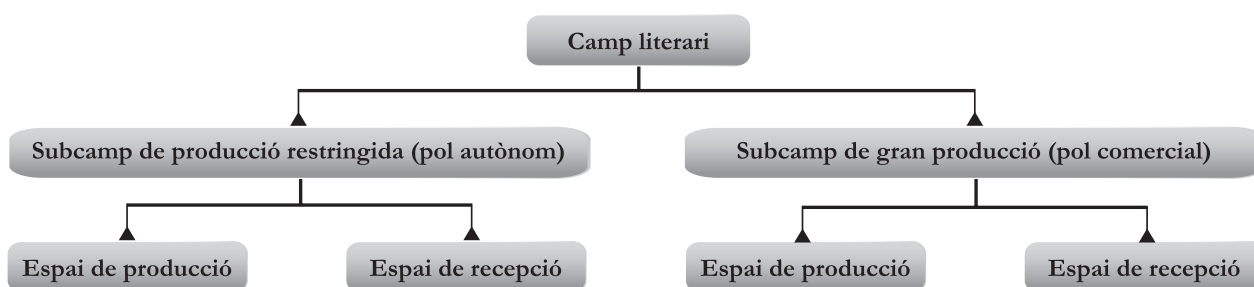 Camp literari
Subcamp de producció restringida (pol autònom)
Subcamp de gran producció (pol comercial)
Espai de producció
Espai de recepció
Espai de producció
Espai de recepció